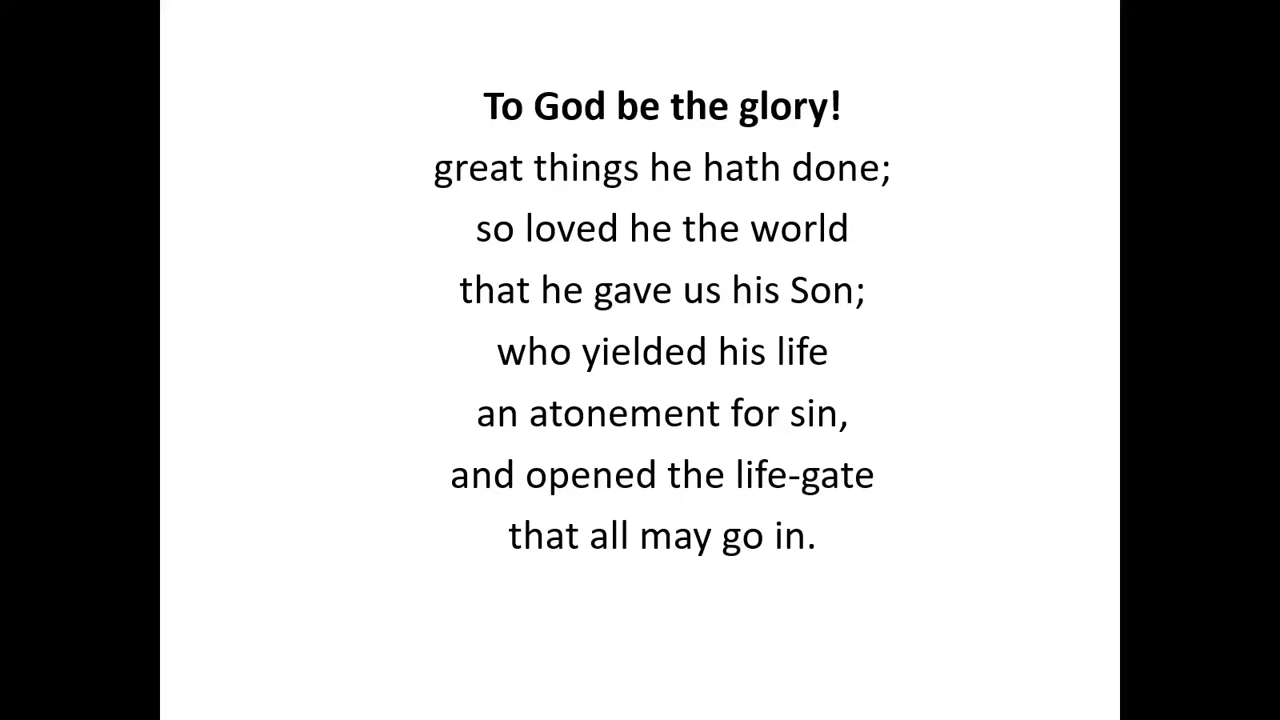 To God be the glory!
great things he hath done;
so loved he the world
that he gave us his Son;
who yielded his life
an atonement for sin,
and opened the life-gate
that all may go in.